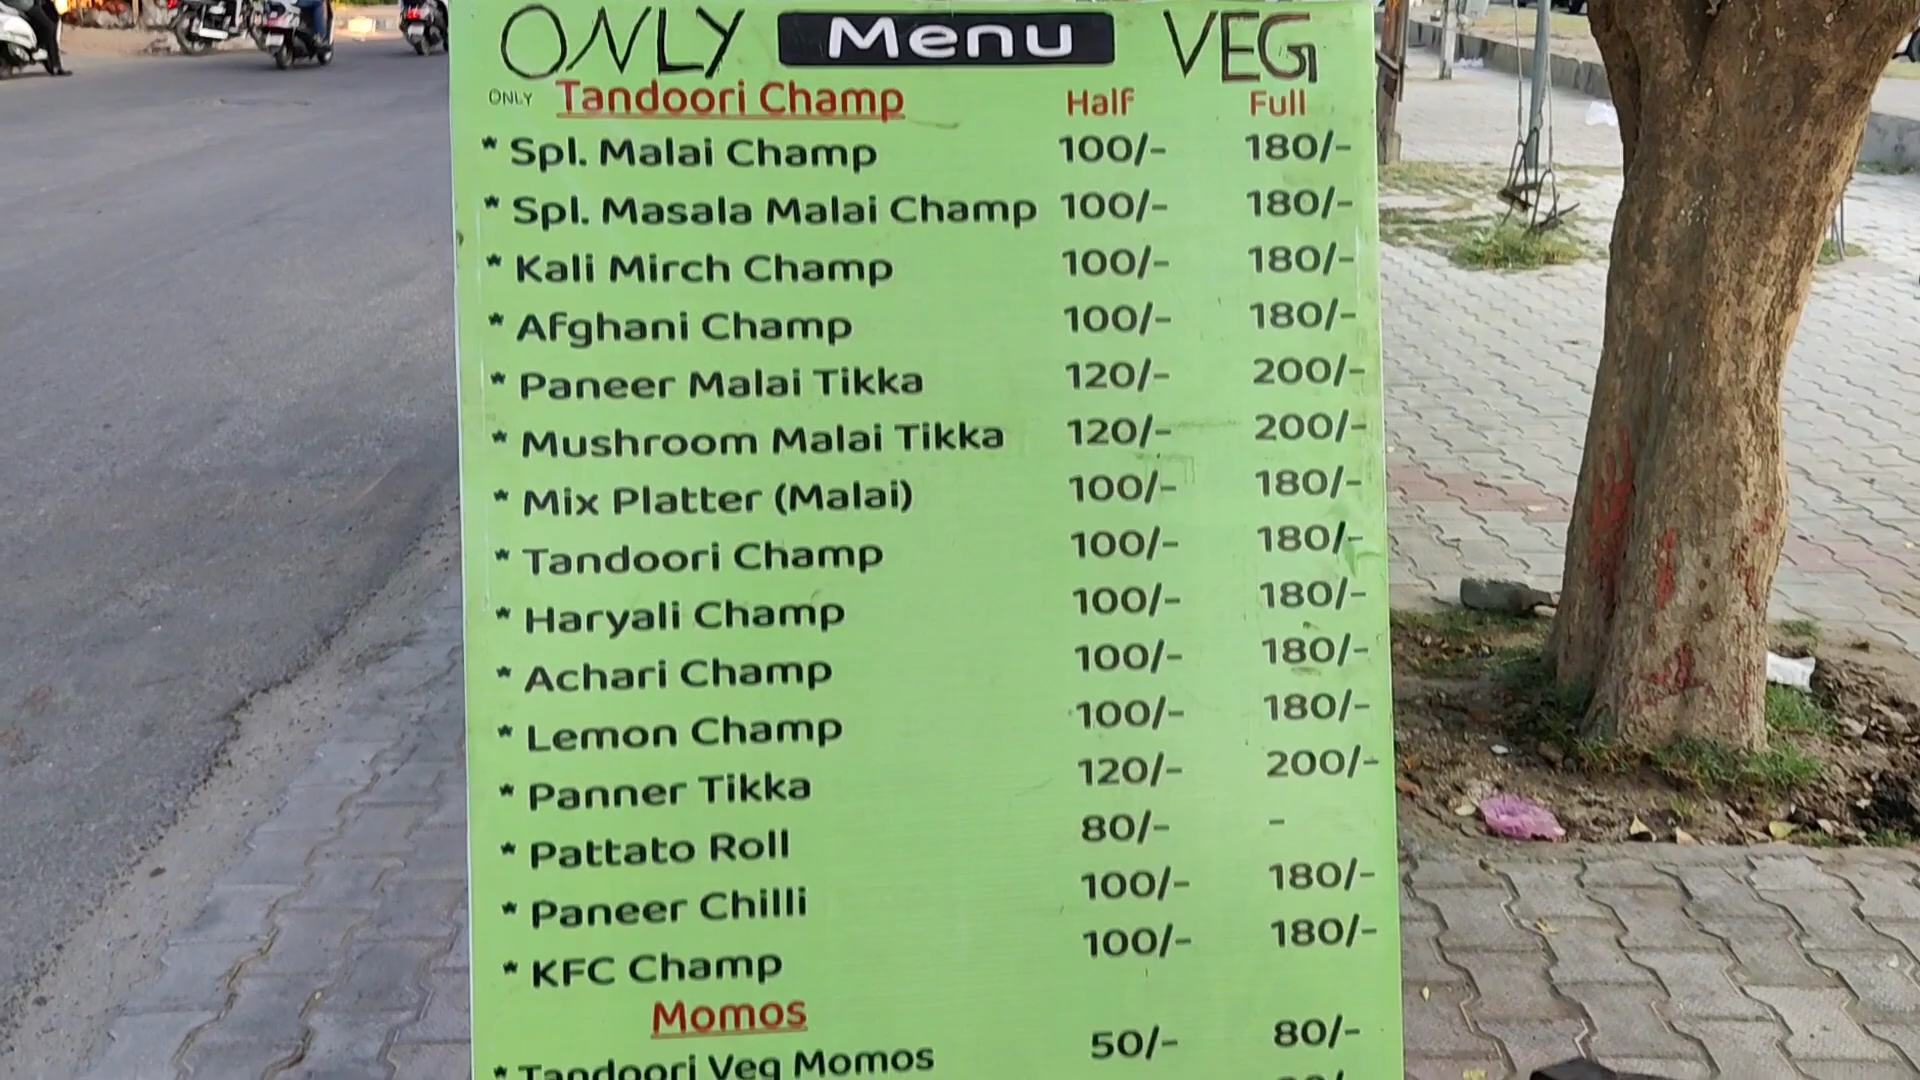 ONLY Menu VEG
ONLY Tandoori Champ Half Full
* Spl. Malai Champ 100/- 180/-
* Spl. Masala Malai Champ 100/- 180/-
* Kali Mirch Champ 100/- 180/-
* Afghani Champ 100/- 180/-
* Paneer Malai Tikka 120/- 200/-
* Mushroom Malai Tikka 120/- 200/-
* Mix Platter (Malai) 100/- 180/-
* Tandoori Champ 100/- 180/-
* Haryali Champ 100/- 180/-
* Achari Champ 100/- 180/-
* Lemon Champ 100/- 180/-
* Panner Tikka 120/- 200/-
* Pattato Roll 80/- -
* Paneer Chilli 100/- 180/-
* KFC Champ 100/- 180/-
Momos
* Tandoori Veg Momos 50/- 80/-